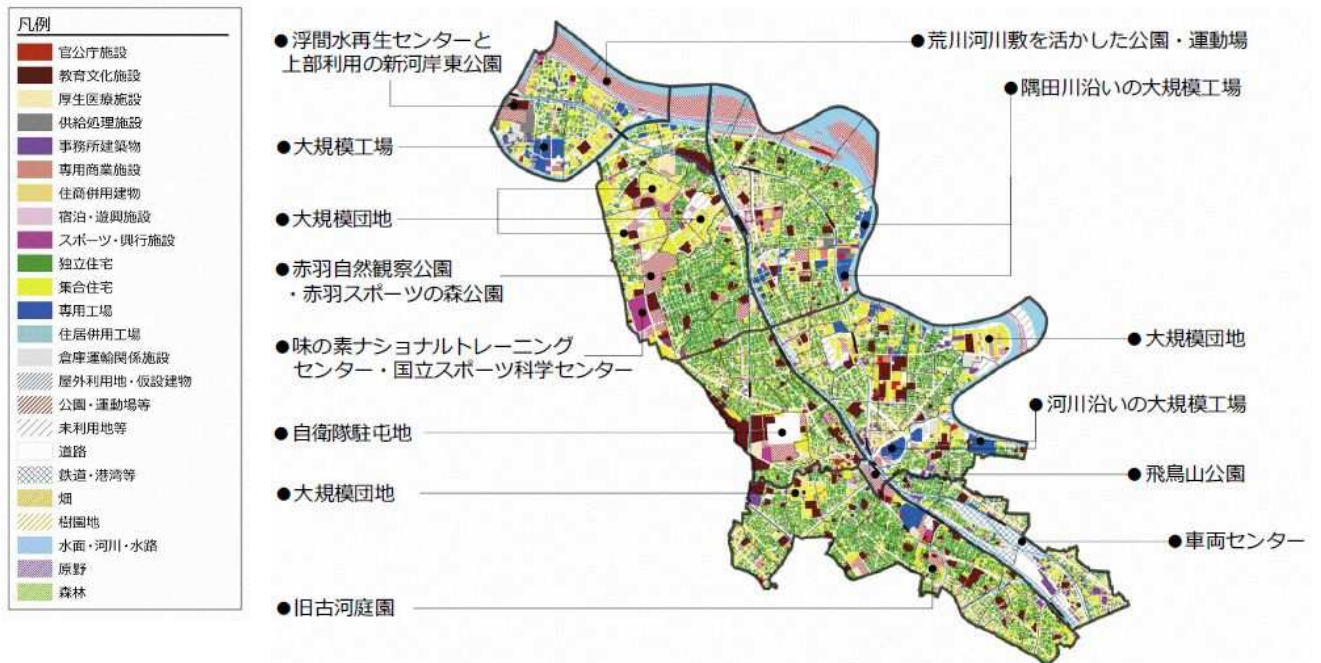 凡例
官公庁施設
教育文化施設
厚生医療施設
供給処理施設
事務所建築物
専用商業施設
住商併用建物
宿泊・遊興施設
スポーツ・興行施設
独立住宅
集合住宅
専用工場
住居併用工場
倉庫運輸関係施設
屋外利用地・仮設建物
公園・運動場等
未利用地等
道路
鉄道・港湾等
畑
樹園地
水面・河川・水路
原野
森林
●浮間水再生センターと
上部利用の新河岸東公園
●大規模工場
●大規模団地
●赤羽自然観察公園
・赤羽スポーツの森公園
●味の素ナショナルトレーニング
センター・国立スポーツ科学センター
●自衛隊駐屯地
●大規模団地
●旧古河庭園
●荒川河川敷を活かした公園・運動場
●隅田川沿いの大規模工場
●大規模団地
●河川沿いの大規模工場
●飛鳥山公園
●車両センター